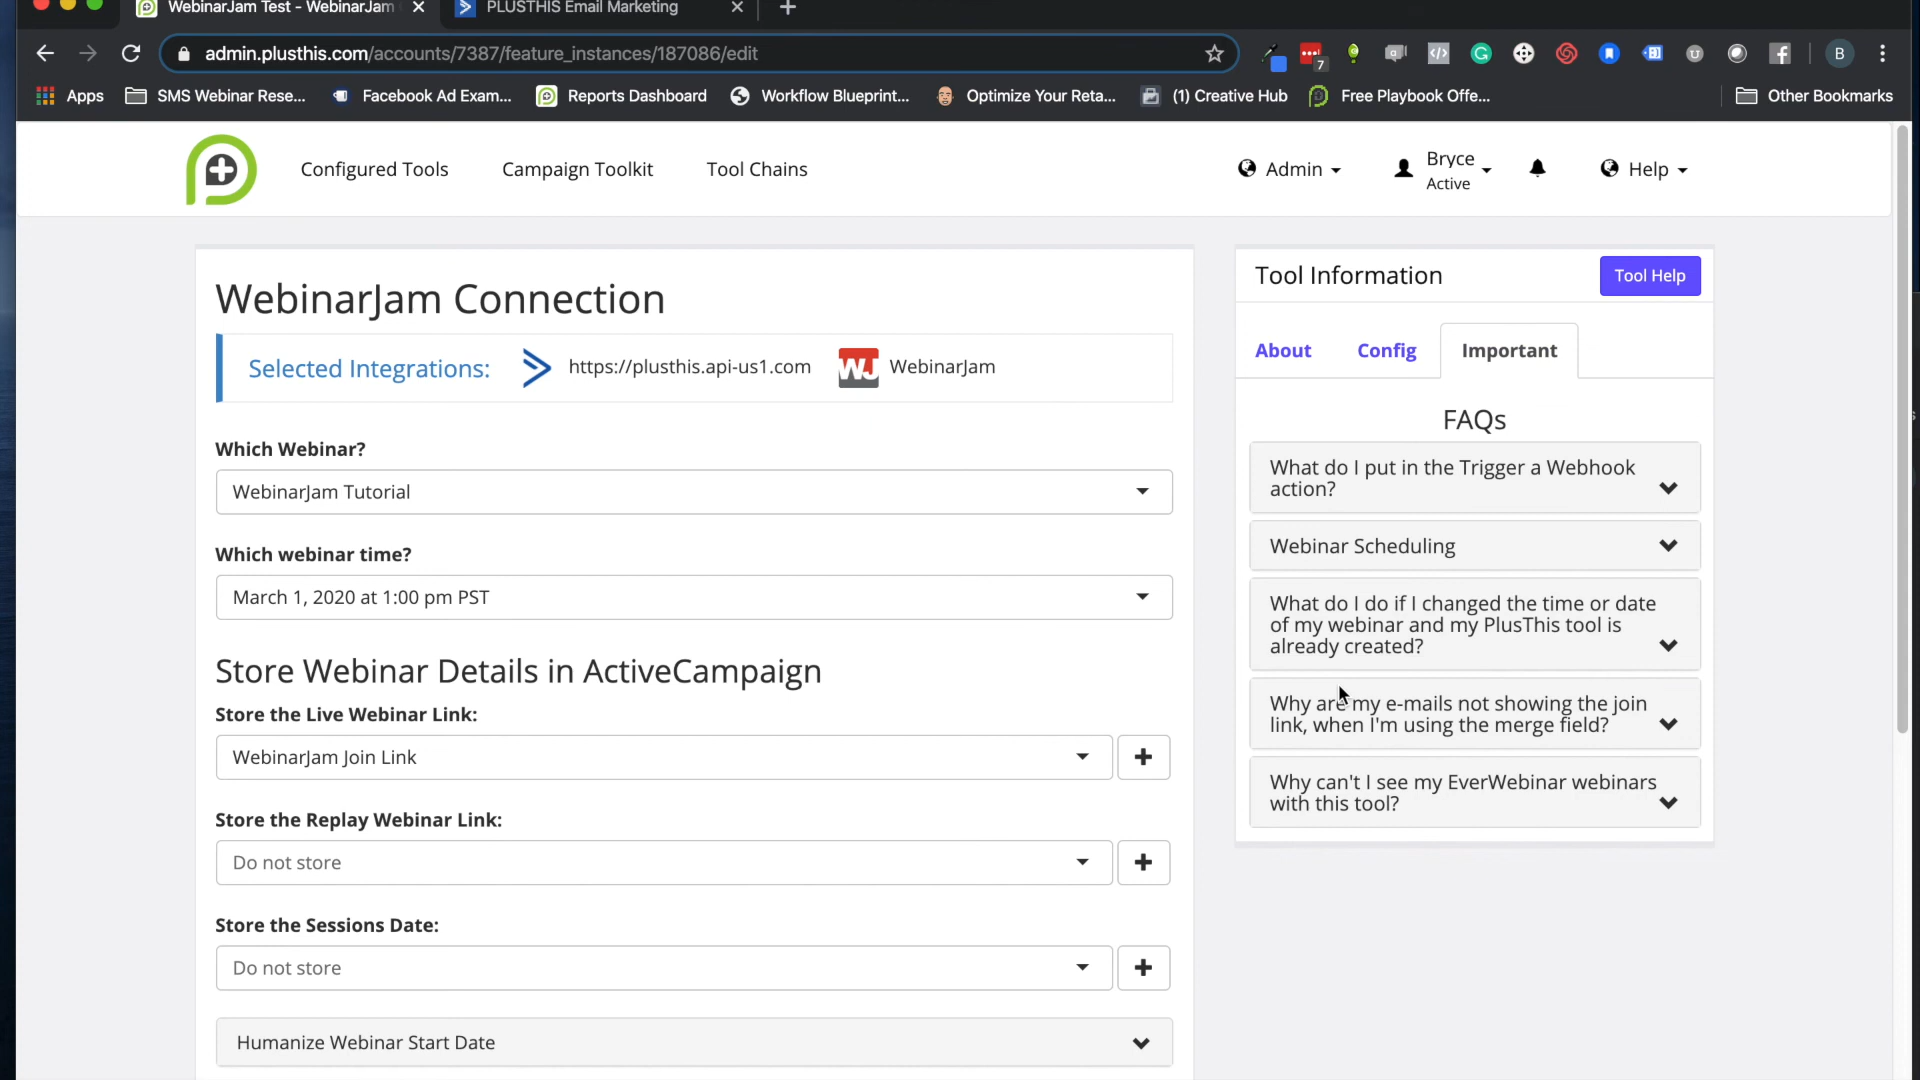 WebinarJam Test - WebinarJam
PLUSTHIS Email Marketing
admin.plusthis.com/accounts/7387/feature_instances/187086/edit
7
B
Apps
SMS Webinar Rese...
Facebook Ad Exam...
Reports Dashboard
Workflow Blueprint...
Optimize Your Reta...
(1) Creative Hub
Free Playbook Offe...
Other Bookmarks
Configured Tools
Campaign Toolkit
Tool Chains
Admin
Bryce
Active
Help
WebinarJam Connection
Selected Integrations:
https://plusthis.api-us1.com
WJ
WebinarJam
Which Webinar?
WebinarJam Tutorial
Which webinar time?
March 1, 2020 at 1:00 pm PST
Store Webinar Details in ActiveCampaign
Store the Live Webinar Link:
WebinarJam Join Link
Store the Replay Webinar Link:
Do not store
Store the Sessions Date:
Do not store
Humanize Webinar Start Date
Tool Information
Tool Help
About
Config
Important
FAQs
What do I put in the Trigger a Webhook
action?
Webinar Scheduling
What do I do if I changed the time or date
of my webinar and my PlusThis tool is
already created?
Why are my e-mails not showing the join
link, when I'm using the merge field?
Why can't I see my EverWebinar webinars
with this tool?